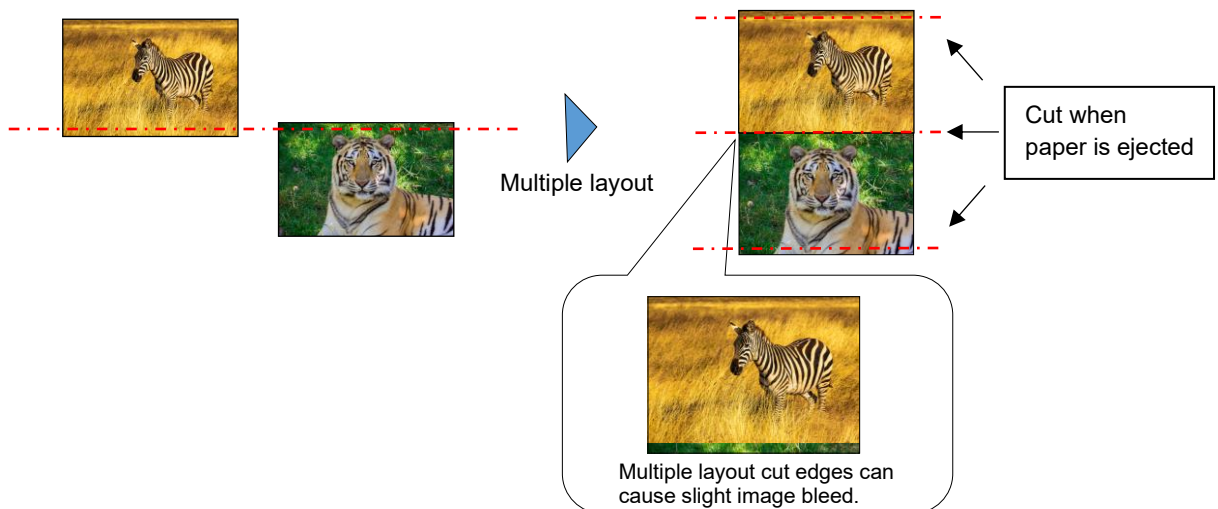 Multiple layout
Cut when
paper is ejected
Multiple layout cut edges can
cause slight image bleed.